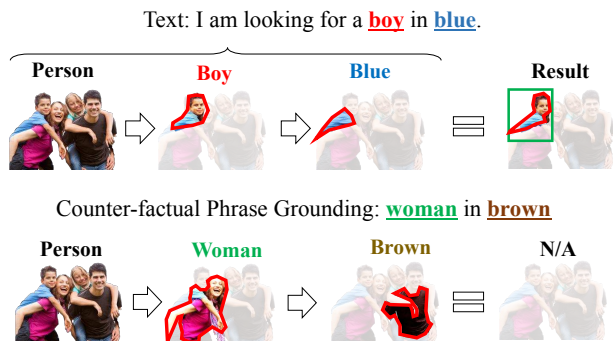 Text: I am looking for a boy in blue.
Person Boy Blue Result
Counter-factual Phrase Grounding: woman in brown
Person Woman Brown N/A